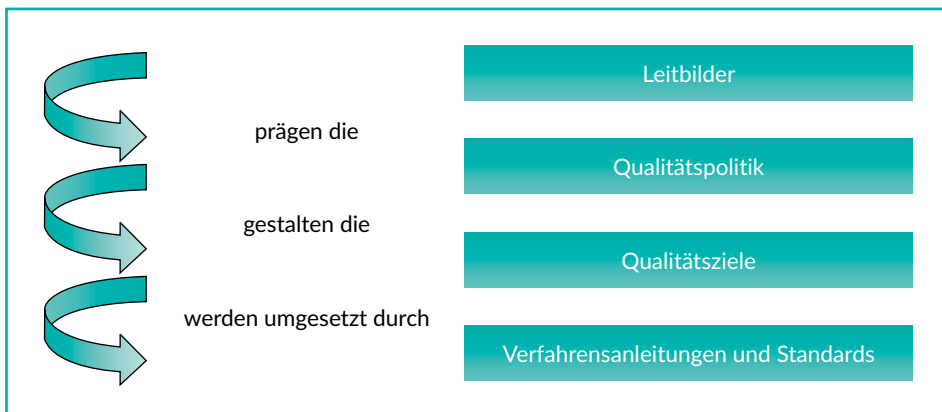 Leitbilder
prägen die
Qualitätspolitik
gestalten die
Qualitätsziele
werden umgesetzt durch
Verfahrensanleitungen und Standards